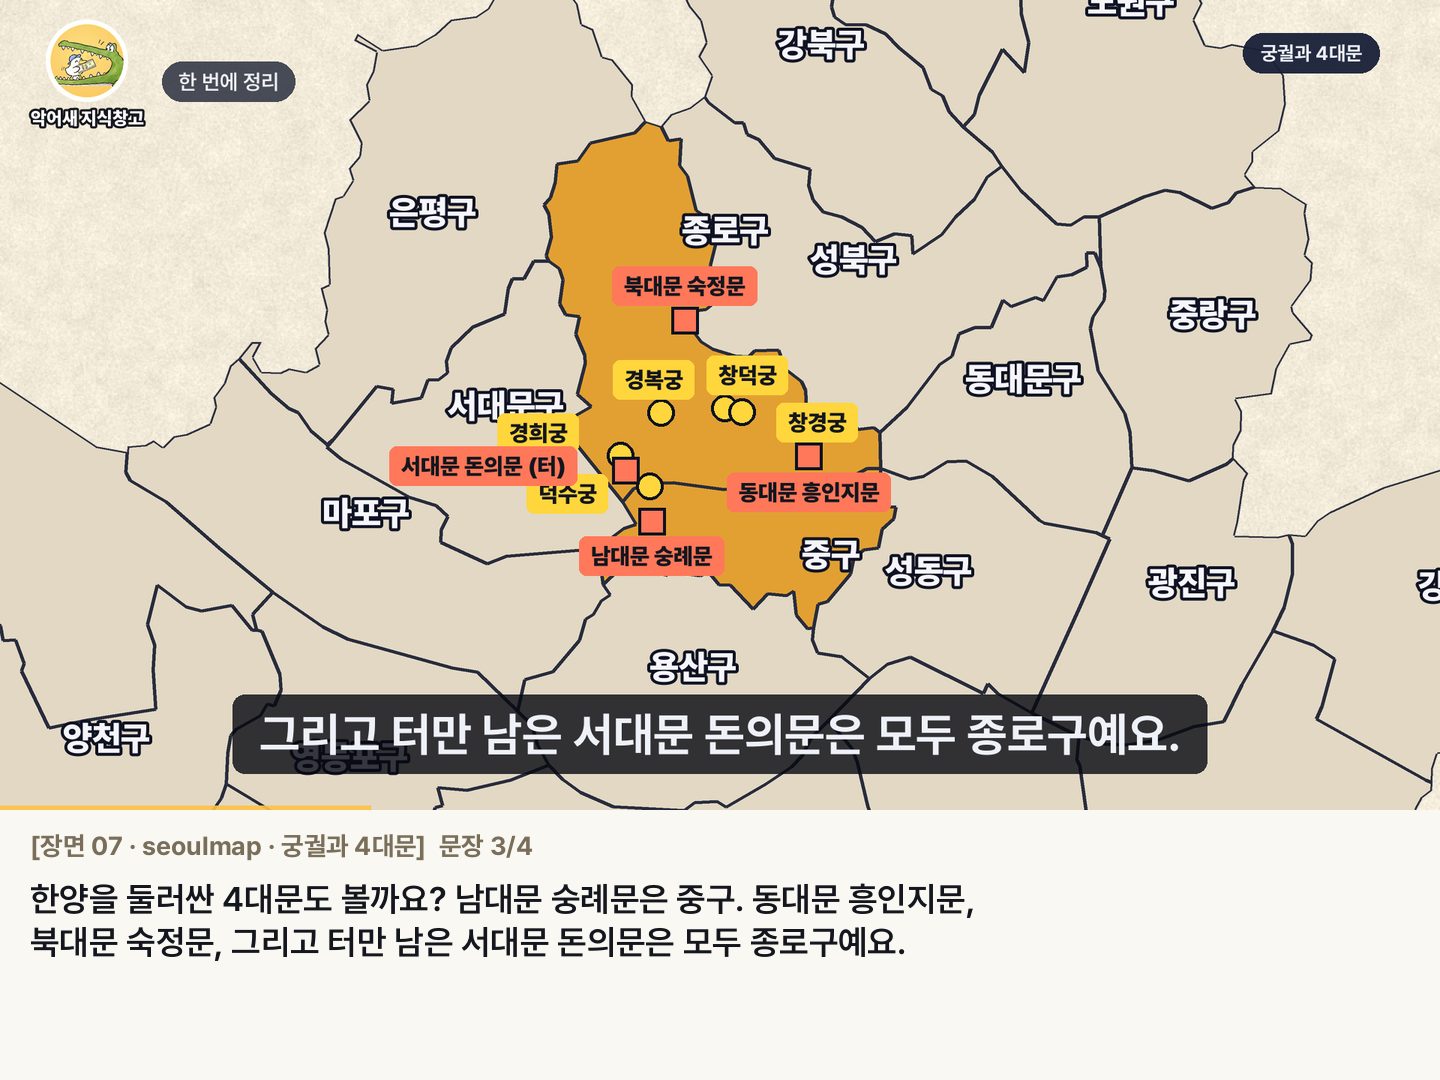 노원구
강북구
궁궐과 4대문
한 번에 정리
악어새 지식창고
은평구
종로구
성북구
북대문 숙정문
중랑구
경복궁
창덕궁
동대문구
서대문구
창경궁
경희궁
서대문 돈의문 (터)
덕수궁
동대문 흥인지문
마포구
남대문 숭례문
중구
성동구
광진구
용산구
양천구
영등포구
그리고 터만 남은 서대문 돈의문은 모두 종로구예요.
[장면 07 · seoulmap · 궁궐과 4대문] 문장 3/4
한양을 둘러싼 4대문도 볼까요? 남대문 숭례문은 중구. 동대문 흥인지문,
북대문 숙정문, 그리고 터만 남은 서대문 돈의문은 모두 종로구예요.